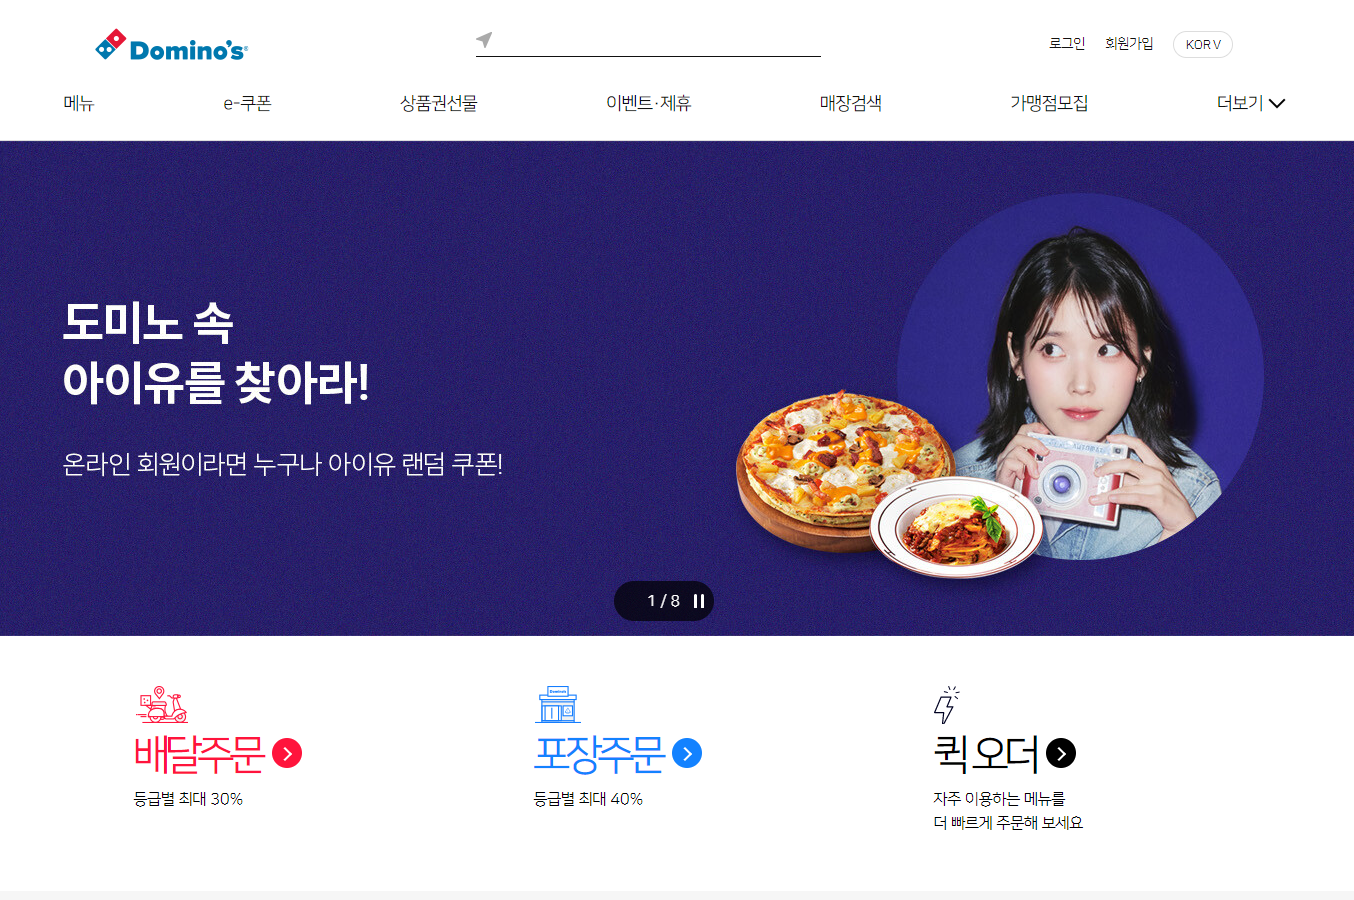 Domino's
로그인 회원가입 KOR V
메뉴 e-쿠폰 상품권선물 이벤트·제휴 매장검색 가맹점모집 더보기
도미노 속
아이유를 찾아라!
온라인 회원이라면 누구나 아이유 랜덤 쿠폰!
1 / 8
Domino's
배달주문
등급별 최대 30%
포장주문
등급별 최대 40%
퀵 오더
자주 이용하는 메뉴를
더 빠르게 주문해 보세요